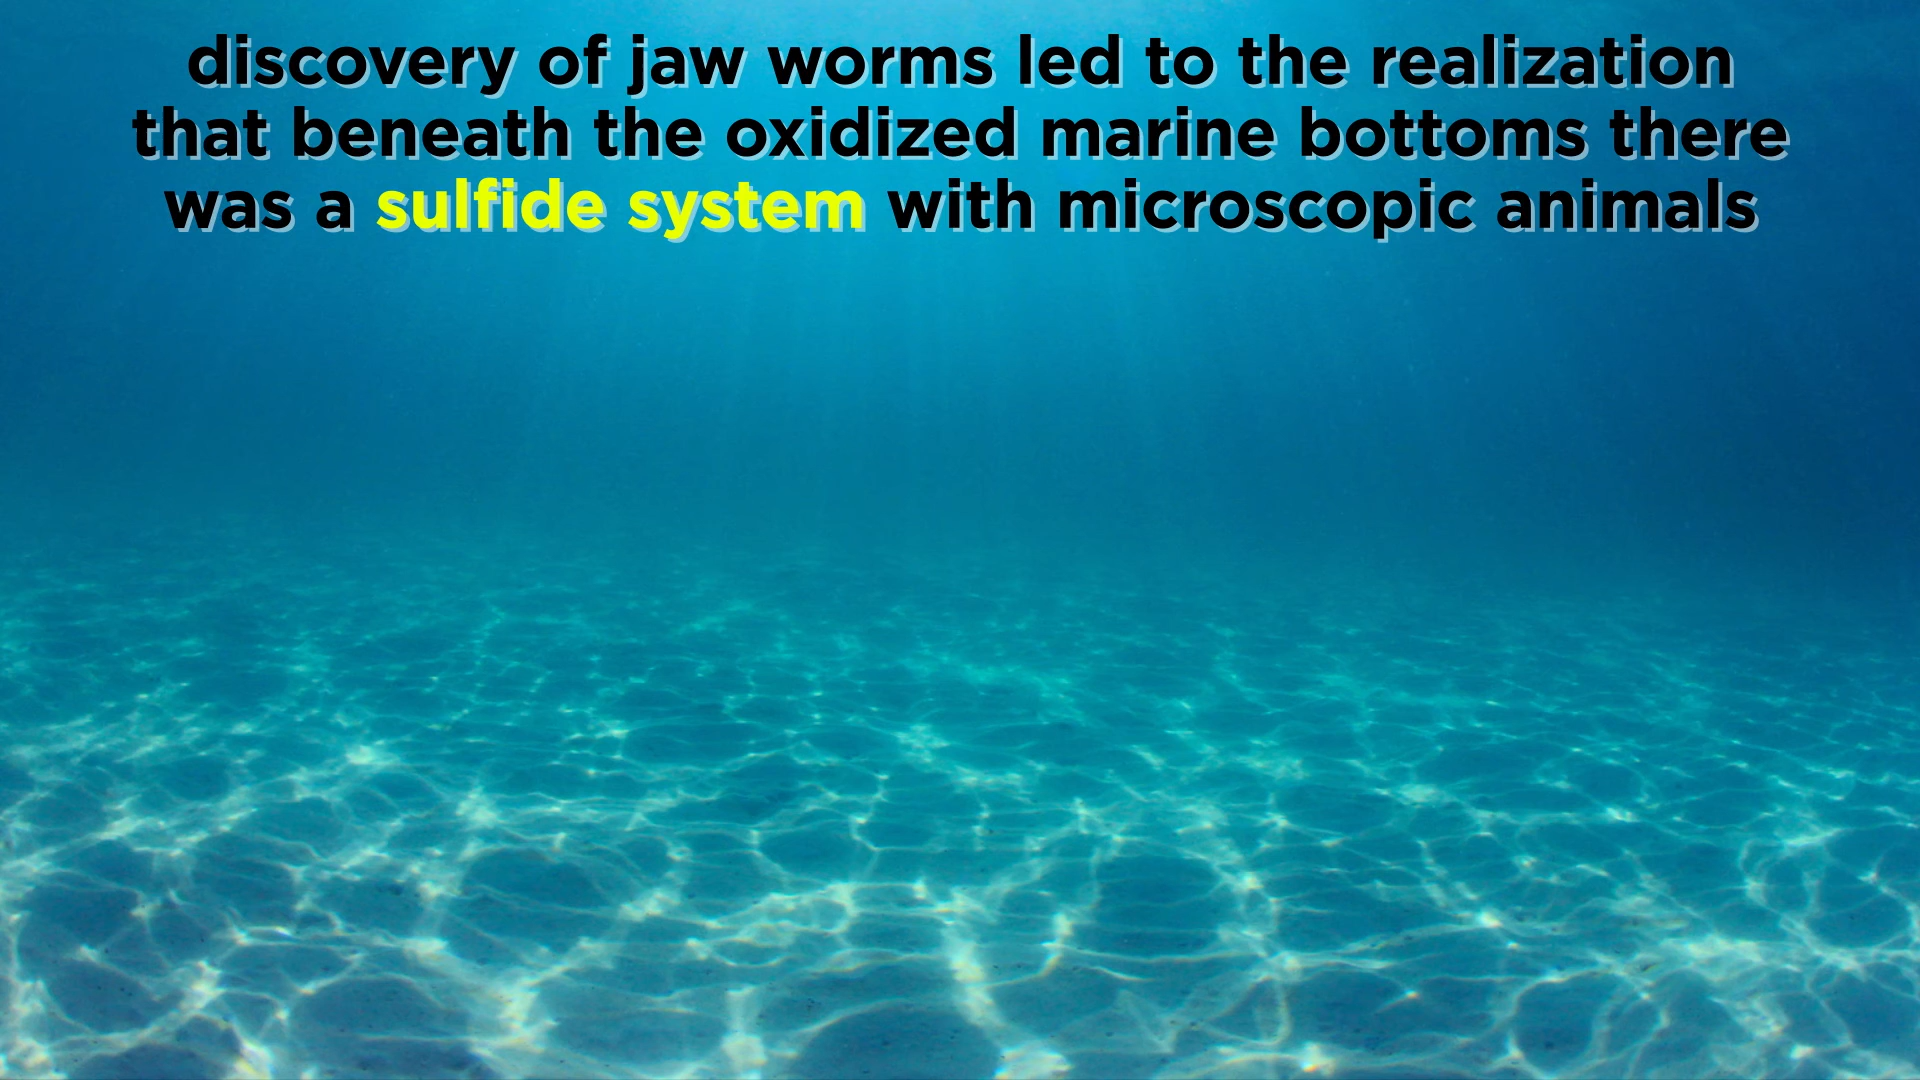 discovery of jaw worms led to the realization
that beneath the oxidized marine bottoms there
was a sulfide system with microscopic animals